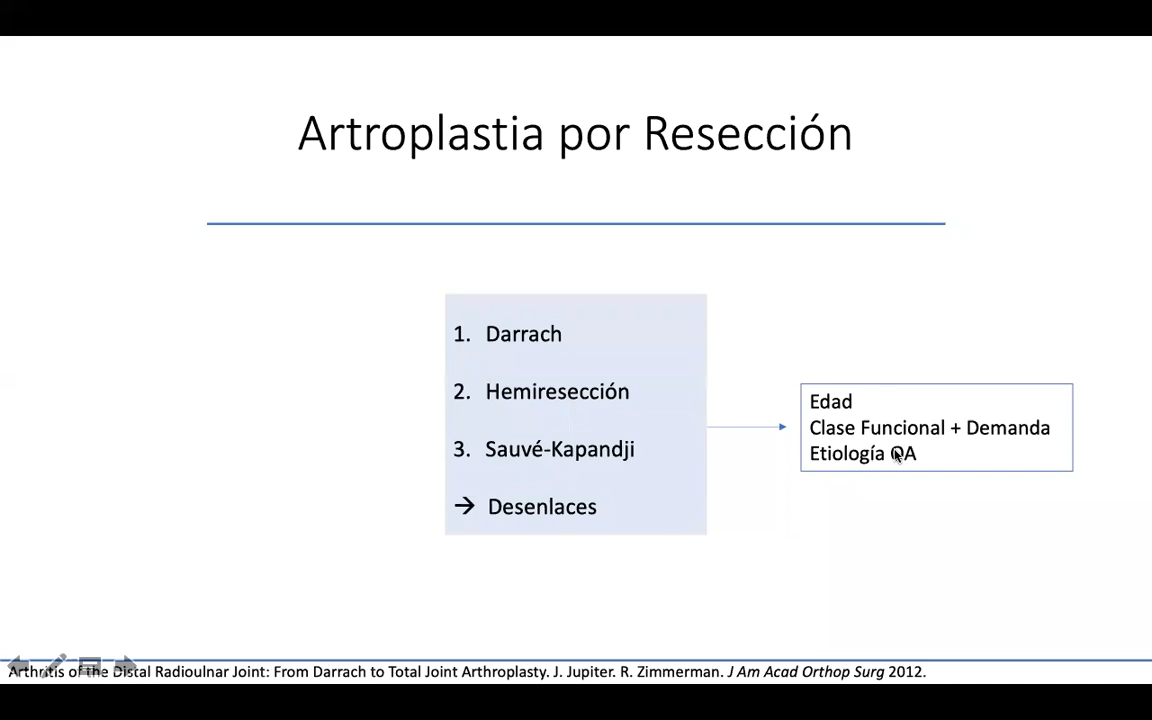 Artroplastia por Resección
1. Darrach
2. Hemiresección
3. Sauvé-Kapandji
→ Desenlaces
Edad
Clase Funcional + Demanda
Etiología OA
Arthritis of the Distal Radioulnar Joint: From Darrach to Total Joint Arthroplasty. J. Jupiter. R. Zimmerman. J Am Acad Orthop Surg 2012.